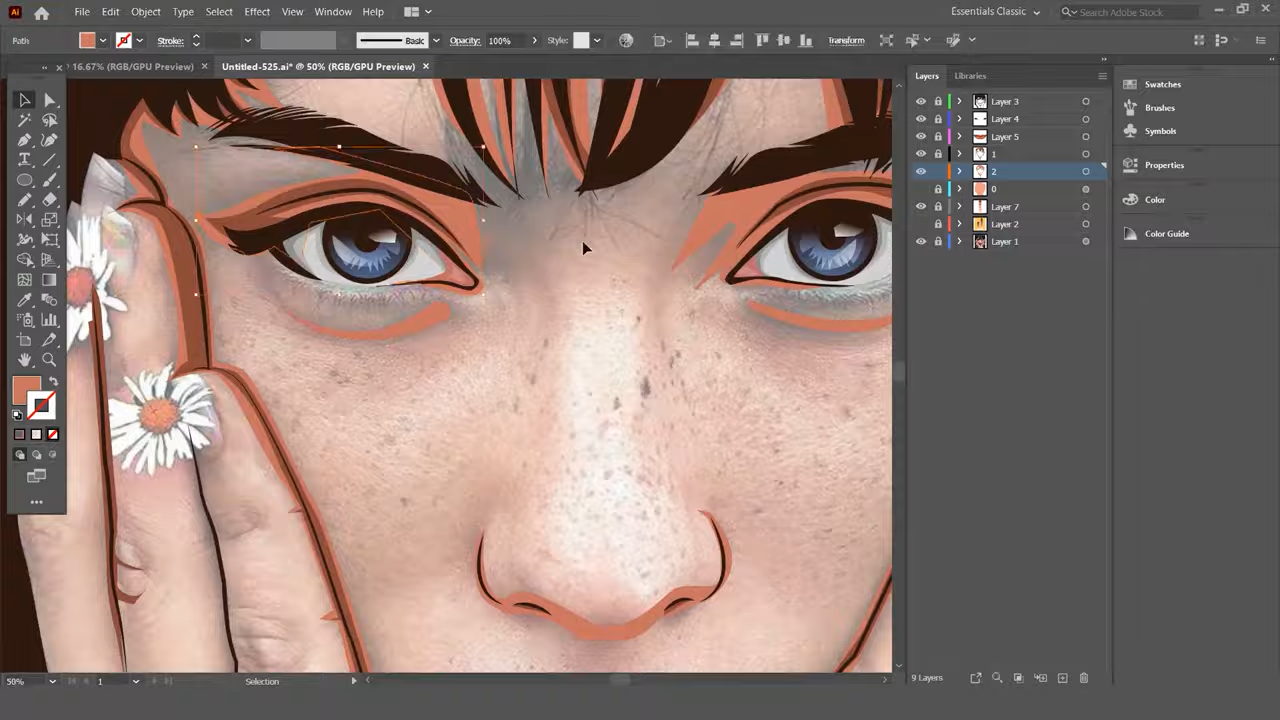 Ai File Edit Object Type Select Effect View Window Help Essentials Classic Search Adobe Stock
Path Stroke: Basic Opacity: 100% Style: Transform
16.67% (RGB/GPU Preview) × Untitled-525.ai* @ 50% (RGB/GPU Preview) ×
Layers Libraries
Layer 3
Layer 4
Layer 5
1
2
0
Layer 7
Layer 2
Layer 1
Swatches
Brushes
Symbols
Properties
Color
Color Guide
9 Layers
50% 1 Selection